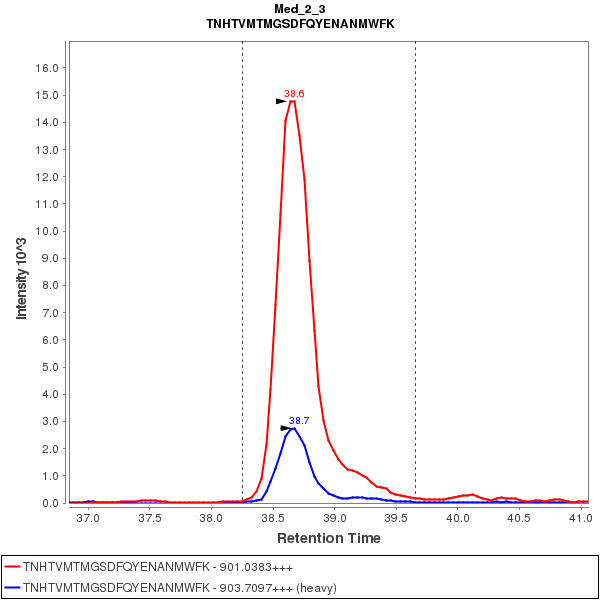 Med_2_3
TNHTVMTMGSDFQYENANMWFK
Intensity 10^3
16.0
15.0
14.0
13.0
12.0
11.0
10.0
9.0
8.0
7.0
6.0
5.0
4.0
3.0
2.0
1.0
0.0
38.6
38.7
37.0 37.5 38.0 38.5 39.0 39.5 40.0 40.5 41.0
Retention Time
TNHTVMTMGSDFQYENANMWFK - 901.0383+++
TNHTVMTMGSDFQYENANMWFK - 903.7097+++ (heavy)